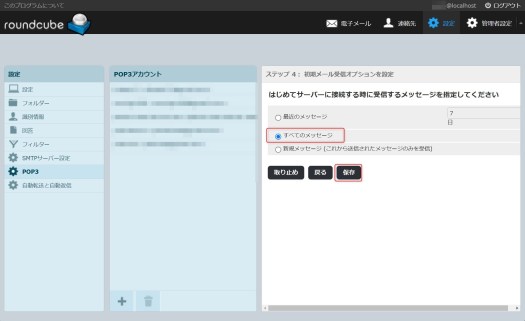 このプログラムについて
@localhost ログアウト
roundcube
電子メール 連絡先 設定 管理者設定
設定
設定
フォルダー
識別情報
回答
フィルター
SMTPサーバー設定
POP3
自動転送と自動返信
POP3アカウント
ステップ 4: 初期メール受信オプションを設定
はじめてサーバーに接続する時に受信するメッセージを指定してください
最近のメッセージ
7
日
すべてのメッセージ
新規メッセージ [これから送信されたメッセージのみを受信]
取り止め 戻る 保存